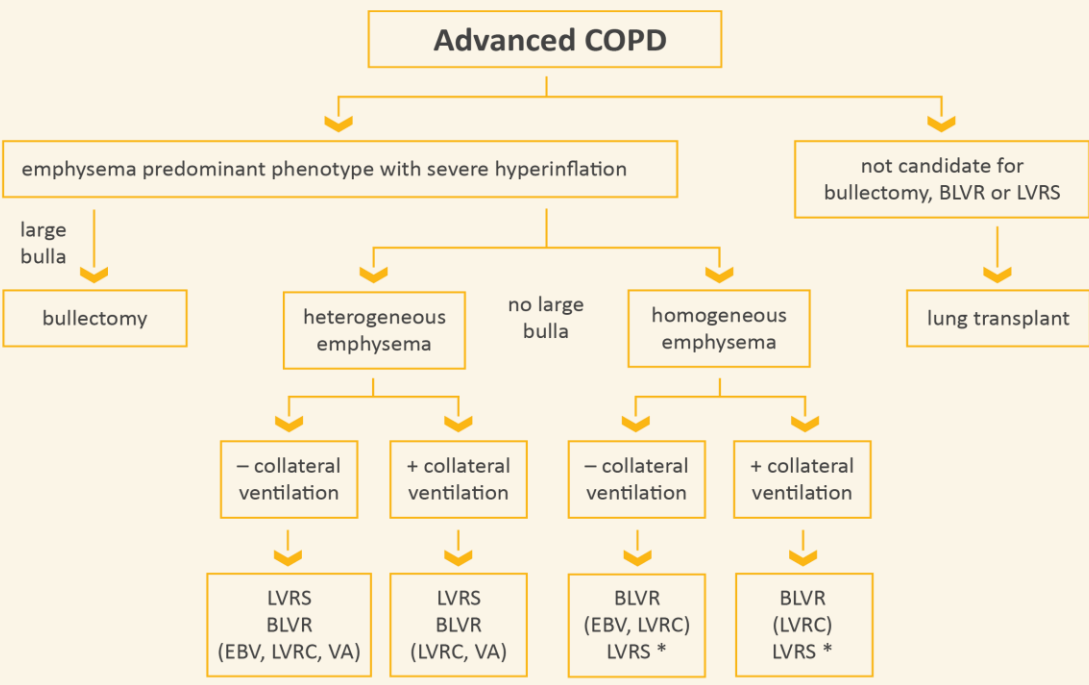 Advanced COPD
emphysema predominant phenotype with severe hyperinflation
not candidate for
bullectomy, BLVR or LVRS
large
bulla
bullectomy
heterogeneous
emphysema
no large
bulla
homogeneous
emphysema
lung transplant
– collateral
ventilation
+ collateral
ventilation
– collateral
ventilation
+ collateral
ventilation
LVRS
BLVR
(EBV, LVRC, VA)
LVRS
BLVR
(LVRC, VA)
BLVR
(EBV, LVRC)
LVRS *
BLVR
(LVRC)
LVRS *